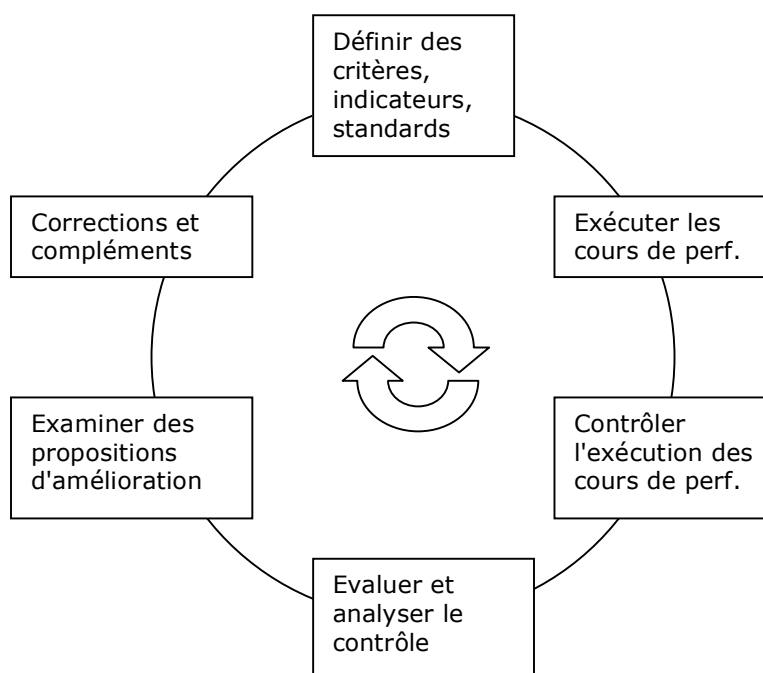 Définir des
critères,
indicateurs,
standards
Exécuter les
cours de perf.
Contrôler
l'exécution des
cours de perf.
Evaluer et
analyser le
contrôle
Examiner des
propositions
d'amélioration
Corrections et
compléments